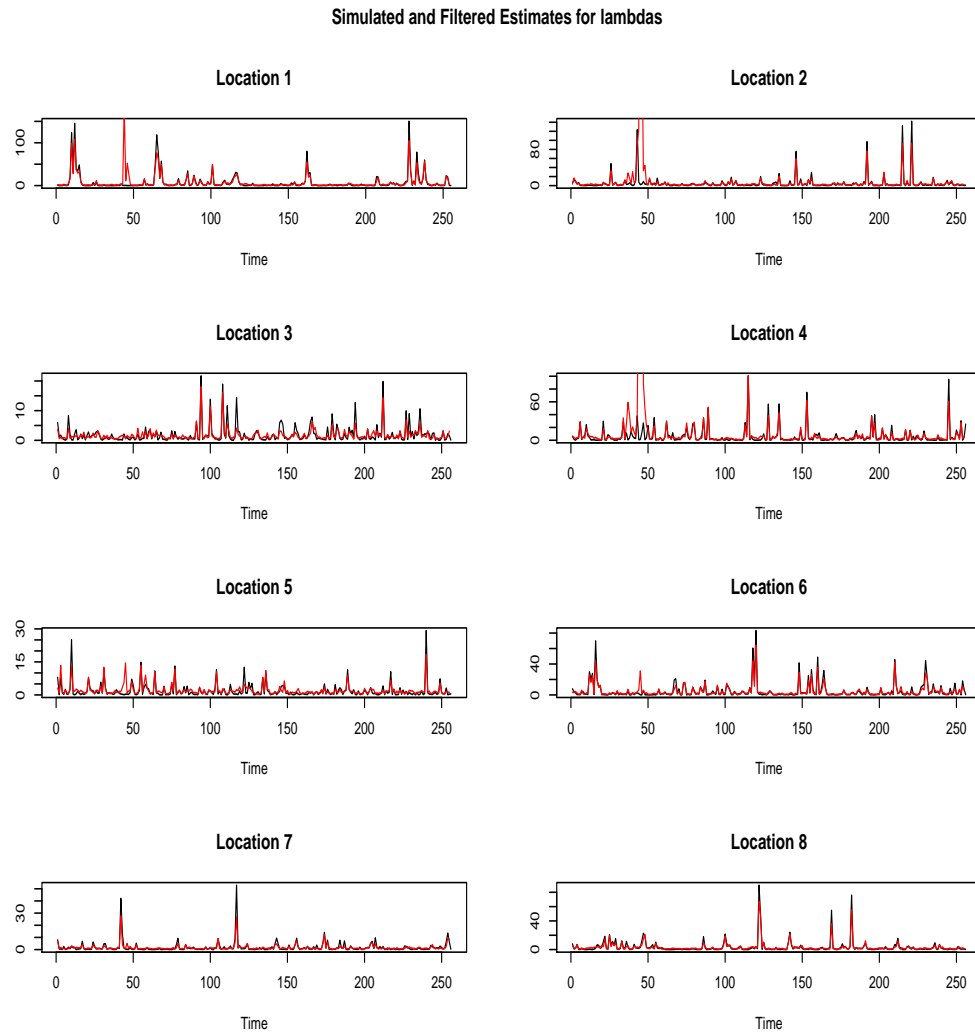 Simulated and Filtered Estimates for lambdas
Location 1
0 100
0 50 100 150 200 250
Time
Location 2
0 80
0 50 100 150 200 250
Time
Location 3
0 10
0 50 100 150 200 250
Time
Location 4
0 60
0 50 100 150 200 250
Time
Location 5
0 15 30
0 50 100 150 200 250
Time
Location 6
0 40
0 50 100 150 200 250
Time
Location 7
0 30
0 50 100 150 200 250
Time
Location 8
0 40
0 50 100 150 200 250
Time